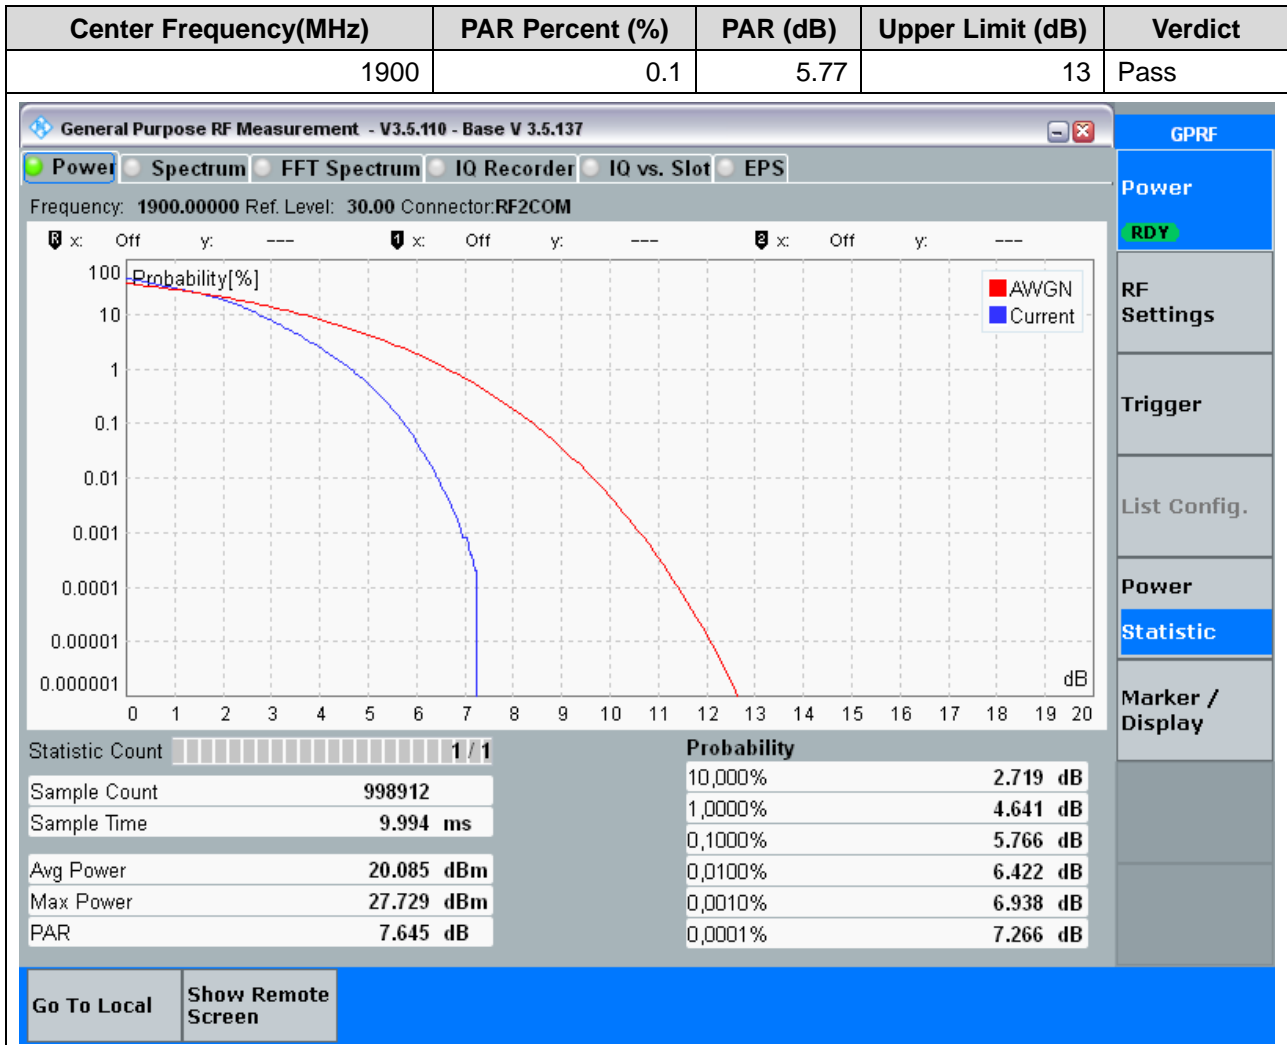 Center Frequency(MHz) PAR Percent (%) PAR (dB) Upper Limit (dB) Verdict
1900 0.1 5.77 13 Pass
General Purpose RF Measurement - V3.5.110 - Base V 3.5.137
GPRF
Power Spectrum FFT Spectrum IQ Recorder IQ vs. Slot EPS
Frequency: 1900.00000 Ref. Level: 30.00 Connector:RF2COM
R x: Off y: --- 1 x: Off y: --- 2 x: Off y: ---
Probability[%]
AWGN
Current
100
10
1
0.1
0.01
0.001
0.0001
0.00001
0.000001
dB
0 1 2 3 4 5 6 7 8 9 10 11 12 13 14 15 16 17 18 19 20
Power
RDY
RF
Settings
Trigger
List Config.
Power
Statistic
Marker /
Display
Statistic Count 1 / 1
Sample Count 998912
Sample Time 9.994 ms
Avg Power 20.085 dBm
Max Power 27.729 dBm
PAR 7.645 dB
Probability
10,000% 2.719 dB
1,0000% 4.641 dB
0,1000% 5.766 dB
0,0100% 6.422 dB
0,0010% 6.938 dB
0,0001% 7.266 dB
Go To Local
Show Remote
Screen